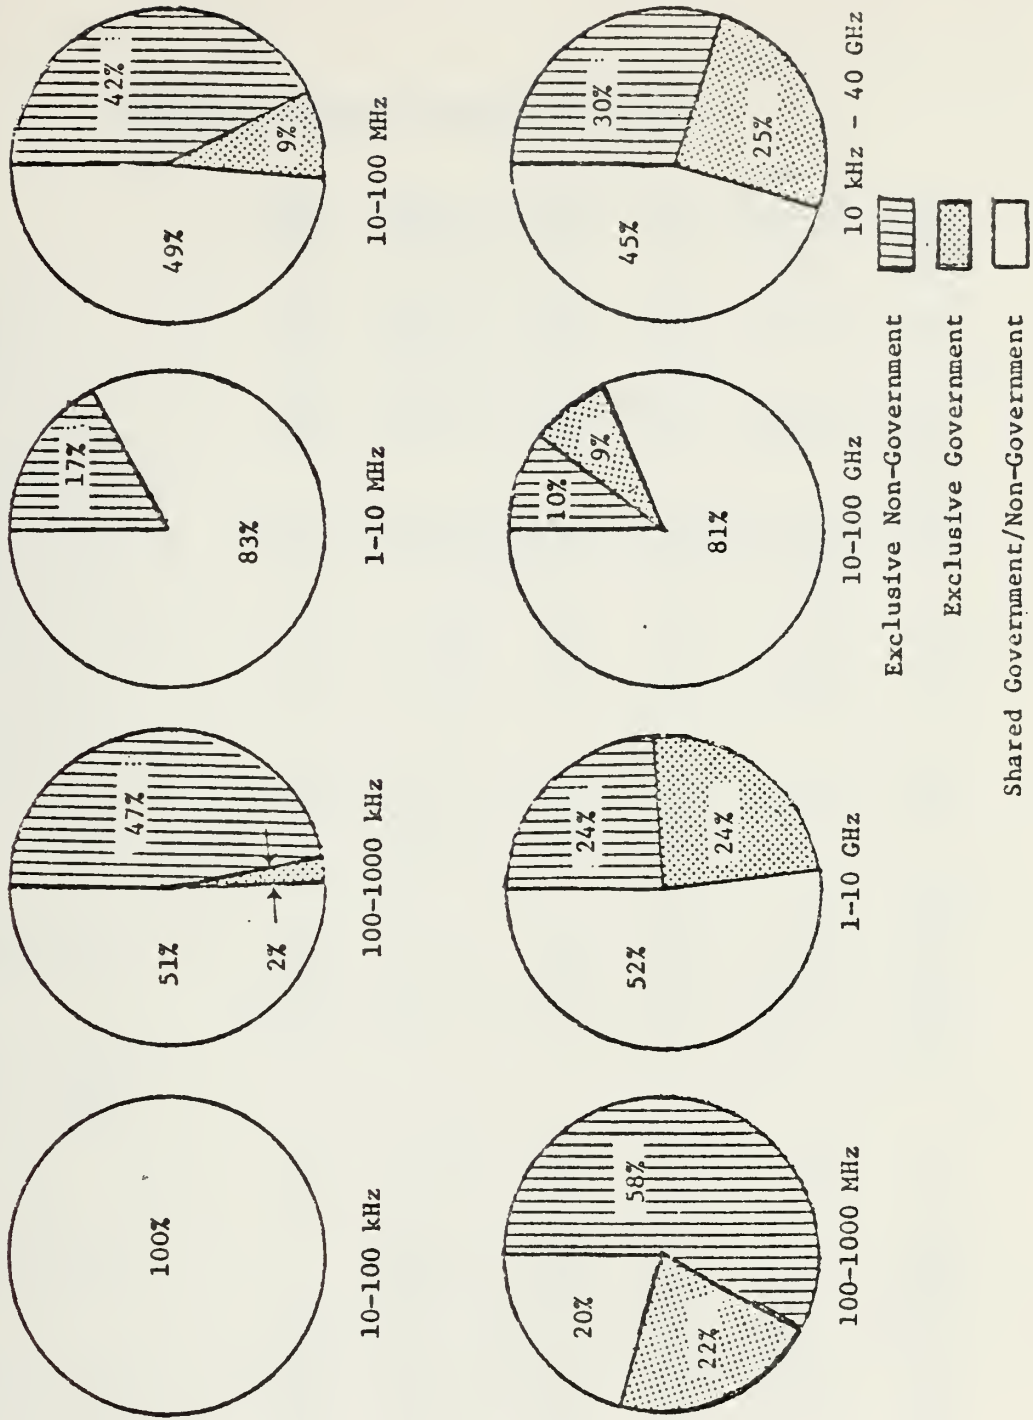 100%
10-100 kHz
47%
51%
2%
100-1000 kHz
17%
83%
1-10 MHz
42%
49%
9%
10-100 MHz
58%
20%
22%
100-1000 MHz
24%
52%
24%
1-10 GHz
10%
9%
81%
10-100 GHz
30%
45%
25%
10 kHz - 40 GHz
Exclusive Non-Government
Exclusive Government
Shared Government/Non-Government